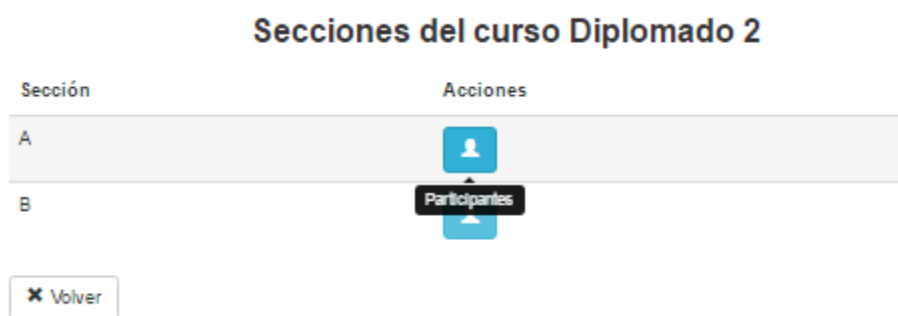 Secciones del curso Diplomado 2
Sección Acciones
A
Participantes
B
✖ Volver